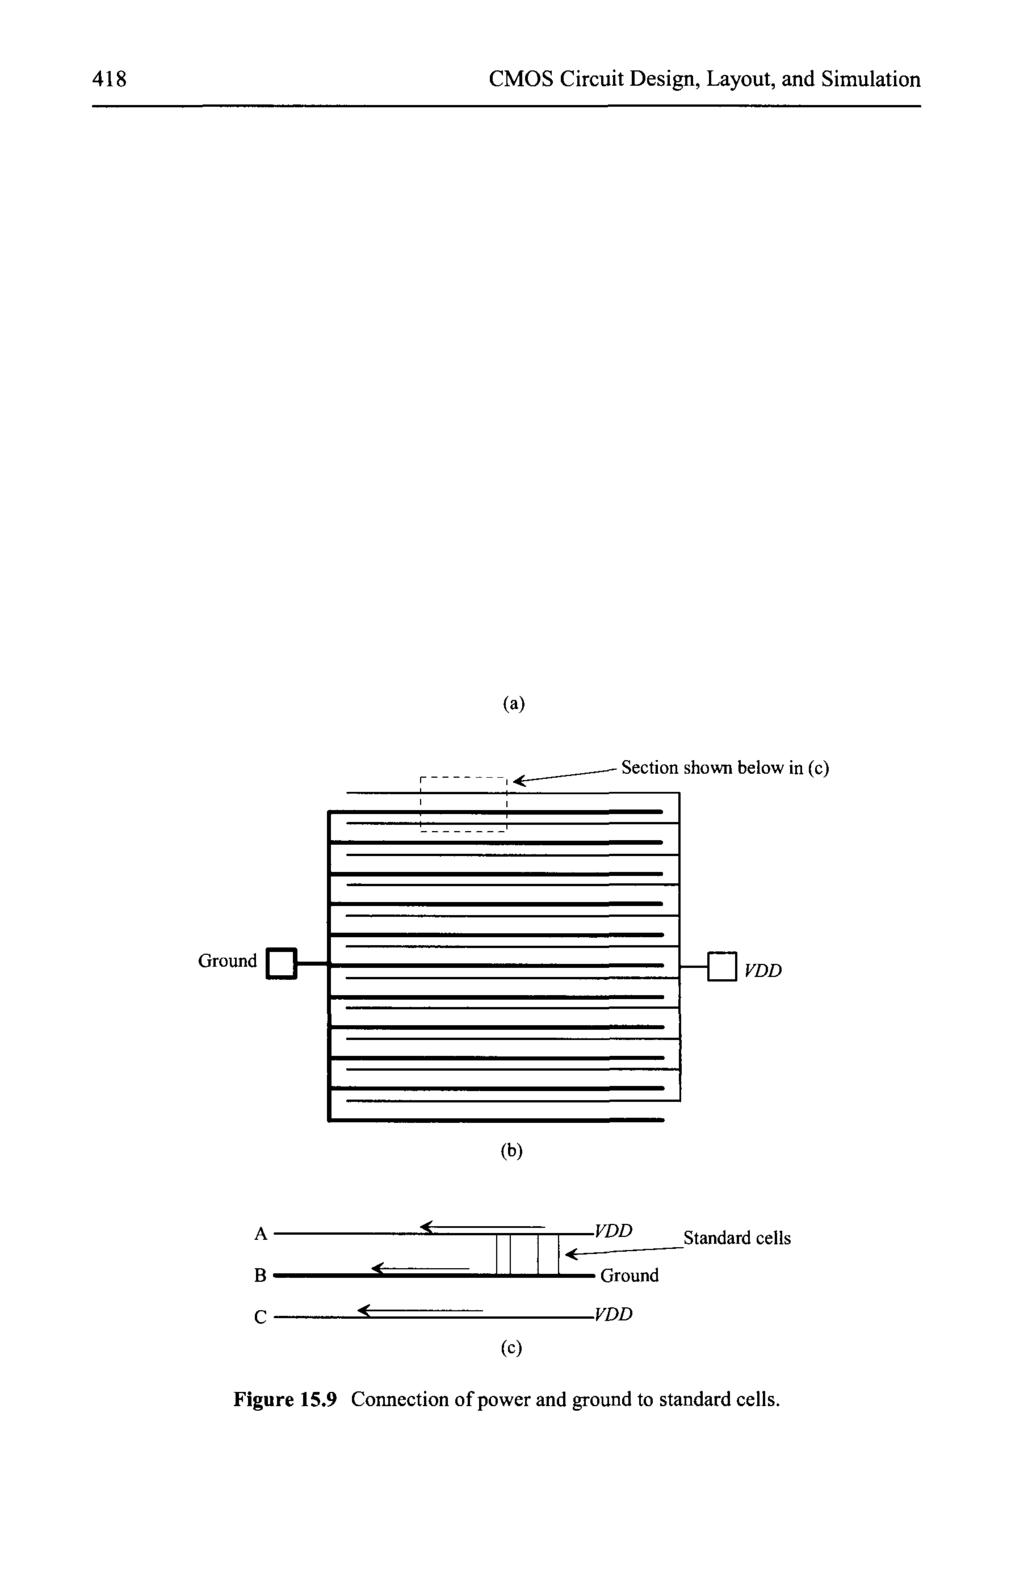 418 CMOS Circuit Design, Layout, and Simulation
(a)
Section shown below in (c)
Ground
VDD
(b)
A
VDD
Standard cells
B
Ground
C
VDD
(c)
Figure 15.9 Connection of power and ground to standard cells.